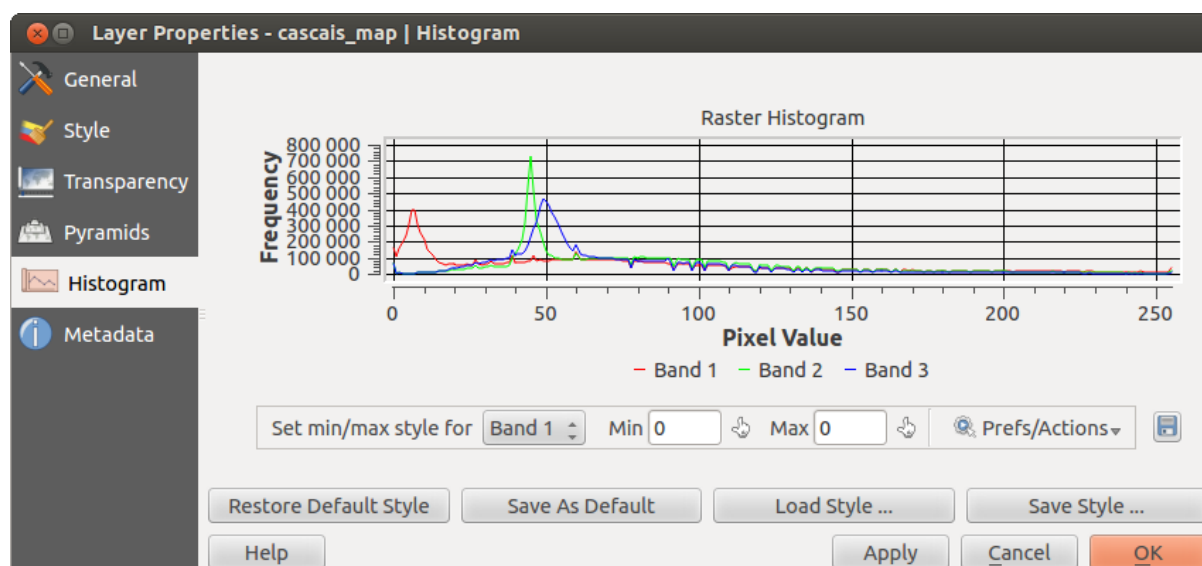 Layer Properties - cascais_map | Histogram
General
Style
Transparency
Pyramids
Histogram
Metadata
Raster Histogram
Frequency
800 000
700 000
600 000
500 000
400 000
300 000
200 000
100 000
0
0 50 100 150 200 250
Pixel Value
Band 1 Band 2 Band 3
Set min/max style for Band 1 Min 0 Max 0 Prefs/Actions
Restore Default Style Save As Default Load Style ... Save Style ...
Help Apply Cancel OK